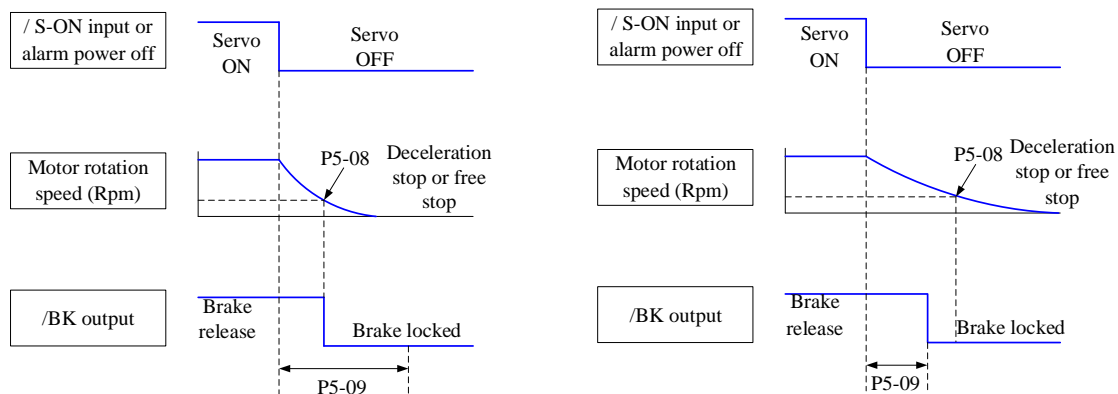 / S-ON input or
alarm power off
Servo
ON
Servo
OFF
Motor rotation
speed (Rpm)
P5-08
Deceleration
stop or free
stop
/BK output
Brake
release
Brake locked
P5-09
/ S-ON input or
alarm power off
Servo
ON
Servo
OFF
Motor rotation
speed (Rpm)
P5-08
Deceleration
stop or free
stop
/BK output
Brake
release
Brake locked
P5-09